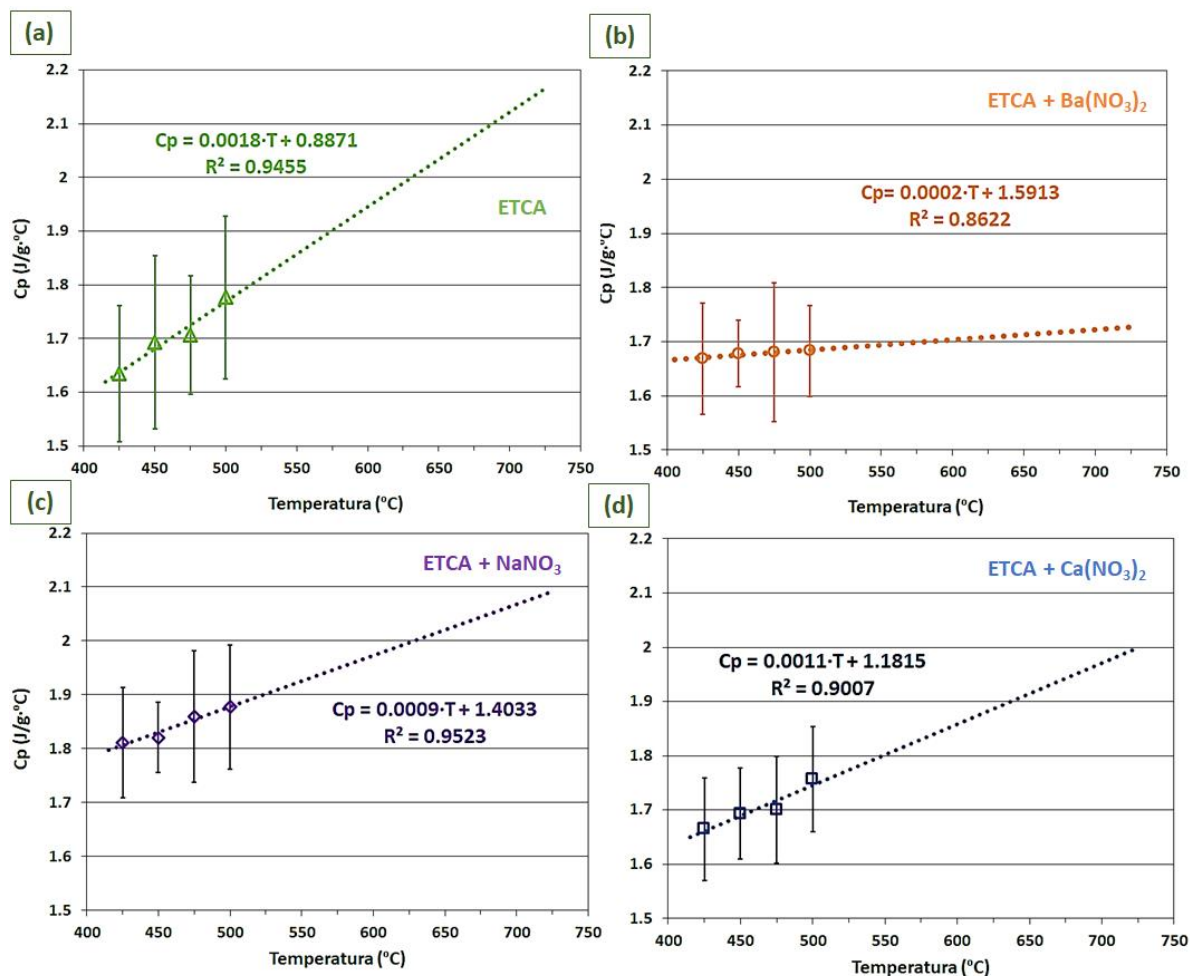 (a)
2.2
2.1
2
1.9
1.8
1.7
1.6
1.5
Cp (J/g·ºC)
Cp = 0.0018·T + 0.8871
R² = 0.9455
ETCA
400 450 500 550 600 650 700 750
Temperatura (ºC)
(b)
2.2
2.1
2
1.9
1.8
1.7
1.6
1.5
Cp (J/g·ºC)
ETCA + Ba(NO₃)₂
Cp= 0.0002·T + 1.5913
R² = 0.8622
400 450 500 550 600 650 700 750
Temperatura (ºC)
(c)
2.2
2.1
2
1.9
1.8
1.7
1.6
1.5
Cp (J/g·ºC)
ETCA + NaNO₃
Cp = 0.0009·T + 1.4033
R² = 0.9523
400 450 500 550 600 650 700 750
Temperatura (ºC)
(d)
2.2
2.1
2
1.9
1.8
1.7
1.6
1.5
ETCA + Ca(NO₃)₂
Cp = 0.0011·T + 1.1815
R² = 0.9007
400 450 500 550 600 650 700 750
Temperatura (ºC)